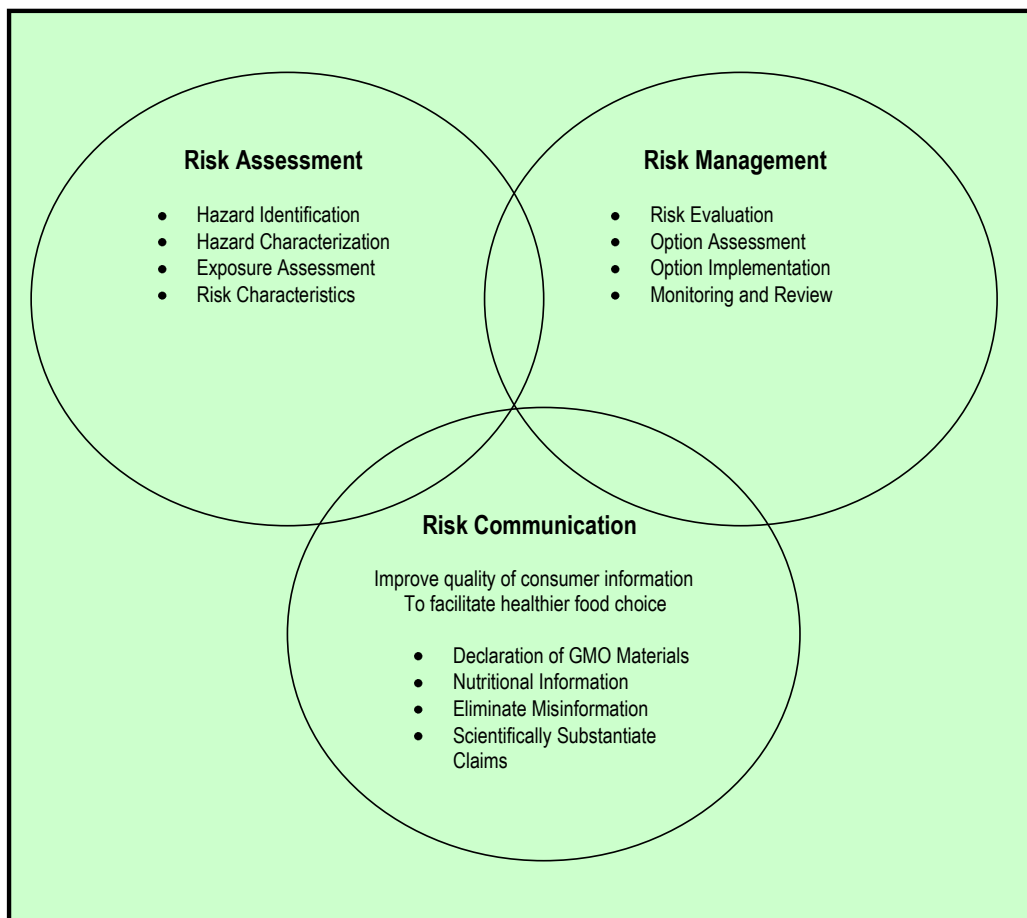 Risk Assessment
● Hazard Identification
● Hazard Characterization
● Exposure Assessment
● Risk Characteristics
Risk Management
● Risk Evaluation
● Option Assessment
● Option Implementation
● Monitoring and Review
Risk Communication
Improve quality of consumer information
To facilitate healthier food choice
● Declaration of GMO Materials
● Nutritional Information
● Eliminate Misinformation
● Scientifically Substantiate
Claims